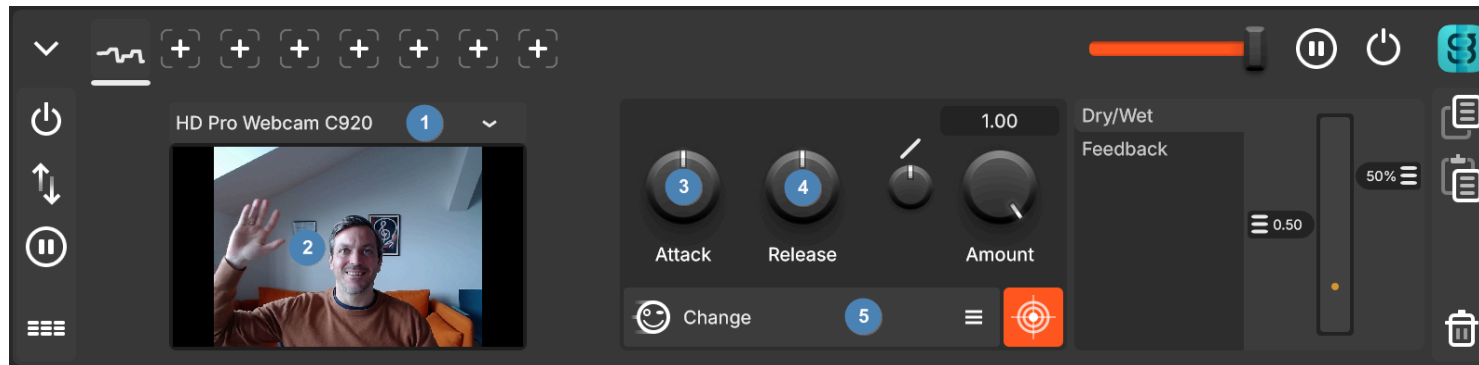 HD Pro Webcam C920
1
2
3
4
Attack
Release
1.00
Amount
Change
5
Dry/Wet
Feedback
0.50
50%